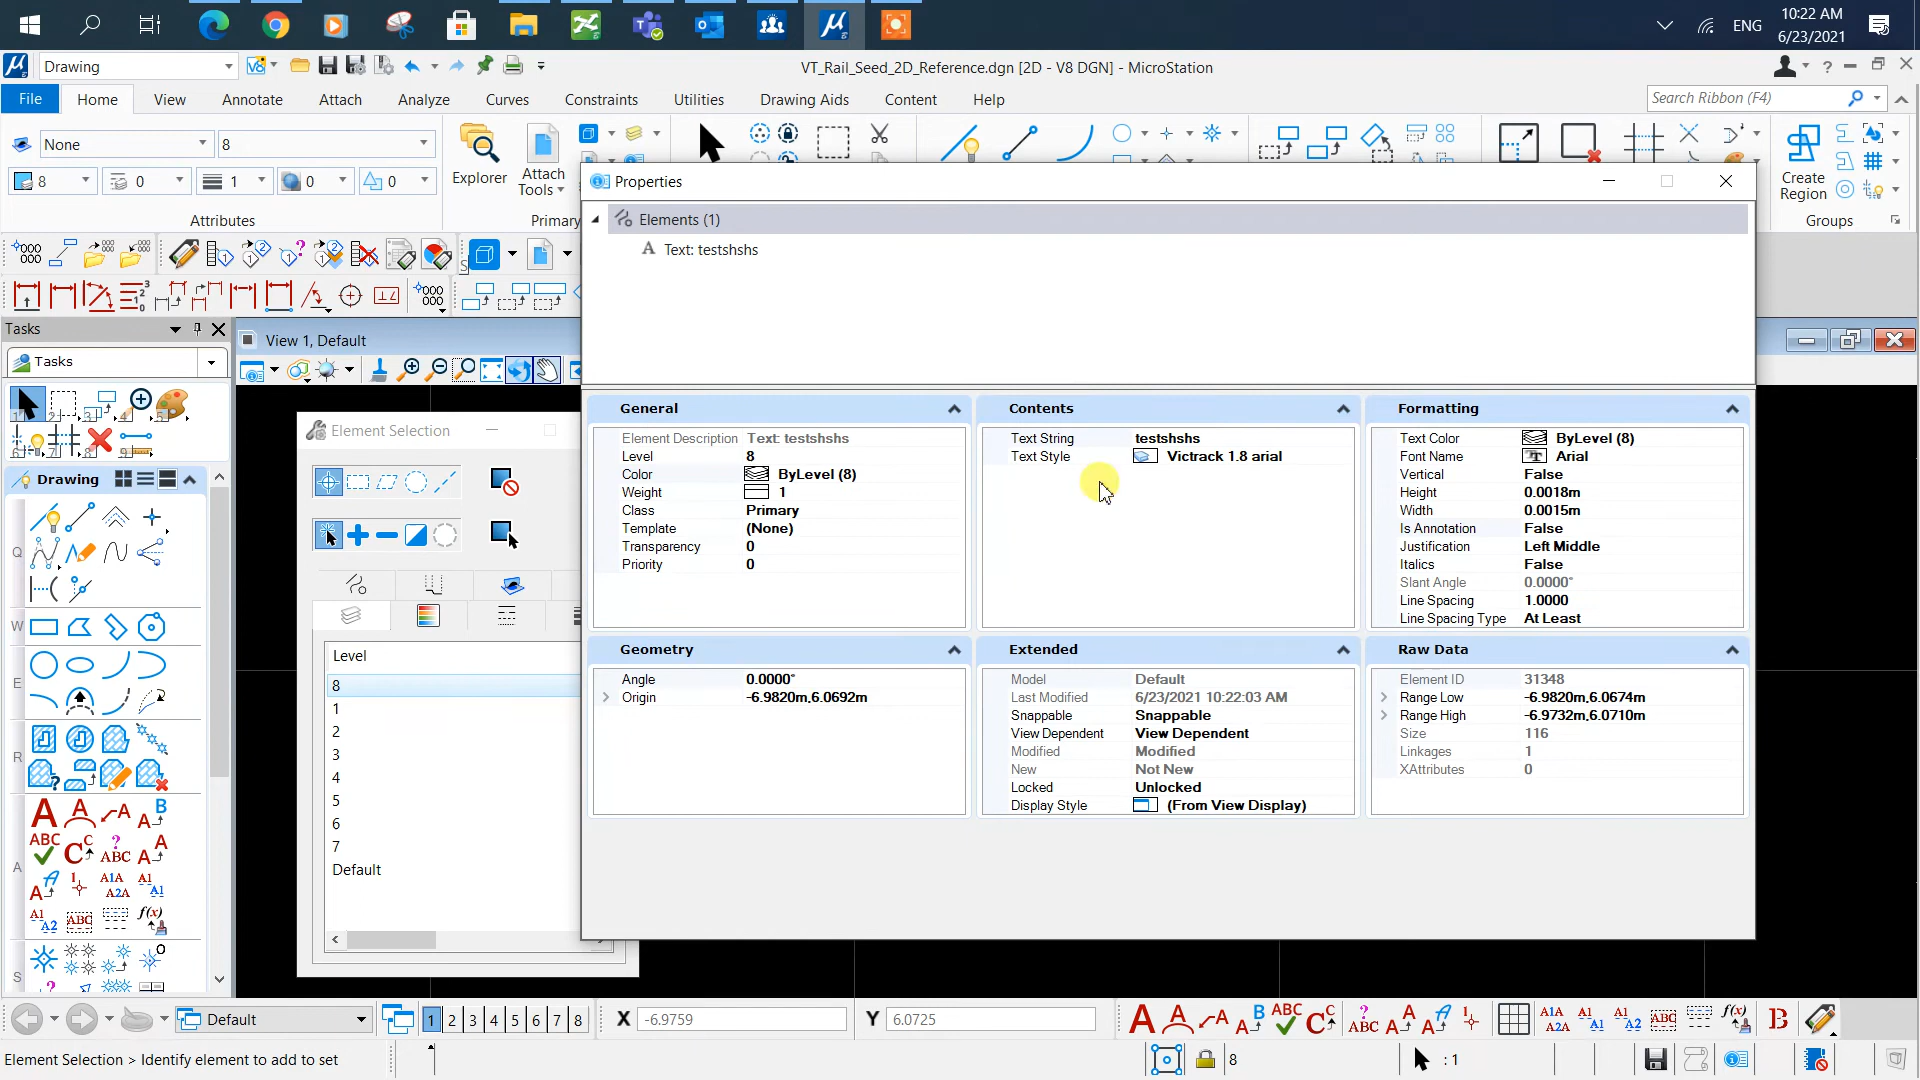 10:22 AM
ENG
6/23/2021
Drawing
VT_Rail_Seed_2D_Reference.dgn [2D - V8 DGN] - MicroStation
File Home View Annotate Attach Analyze Curves Constraints Utilities Drawing Aids Content Help
Search Ribbon (F4)
None 8
8 0 1 0 0
Explorer
Attach
Tools
Create
Region
Attributes
Primary
Groups
Properties
Elements (1)
Text: testshshs
Tasks
View 1, Default
Tasks
Element Selection
Drawing
Level
8
1
2
3
4
5
6
7
Default
General
Element Description Text: testshshs
Level 8
Color ByLevel (8)
Weight 1
Class Primary
Template (None)
Transparency 0
Priority 0
Contents
Text String testshshs
Text Style Victrack 1.8 arial
Formatting
Text Color ByLevel (8)
Font Name Arial
Vertical False
Height 0.0018m
Width 0.0015m
Is Annotation False
Justification Left Middle
Italics False
Slant Angle 0.0000°
Line Spacing 1.0000
Line Spacing Type At Least
Geometry
Angle 0.0000°
Origin -6.9820m,6.0692m
Extended
Model Default
Last Modified 6/23/2021 10:22:03 AM
Snappable Snappable
View Dependent View Dependent
Modified Modified
New Not New
Locked Unlocked
Display Style (From View Display)
Raw Data
Element ID 31348
Range Low -6.9820m,6.0674m
Range High -6.9732m,6.0710m
Size 116
Linkages 1
XAttributes 0
Q
W
E
R
A
S
Default
1 2 3 4 5 6 7 8
X -6.9759
Y 6.0725
Element Selection > Identify element to add to set
8
: 1